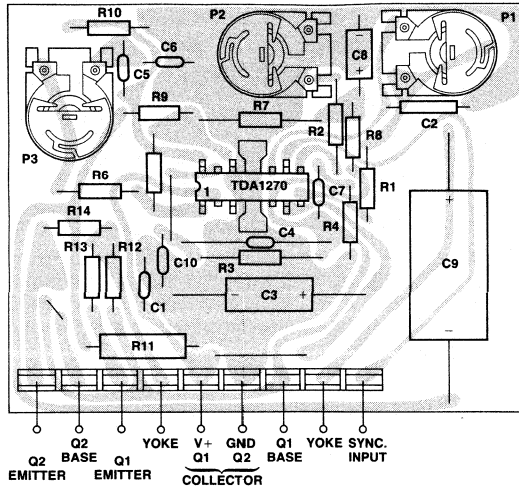 R10
P2
P1
C6
C8
− +
C5
R9
R7
R2
R8
C2
P3
R6
1
TDA1270
C7
R1
+
R14
R4
C4
R13
R12
C10
R3
C9
C1
− C3 +
−
R11
Q2 EMITTER
Q2 BASE
Q1 EMITTER
YOKE
V+ Q1
GND Q2
COLLECTOR
Q1 BASE
YOKE
SYNC. INPUT